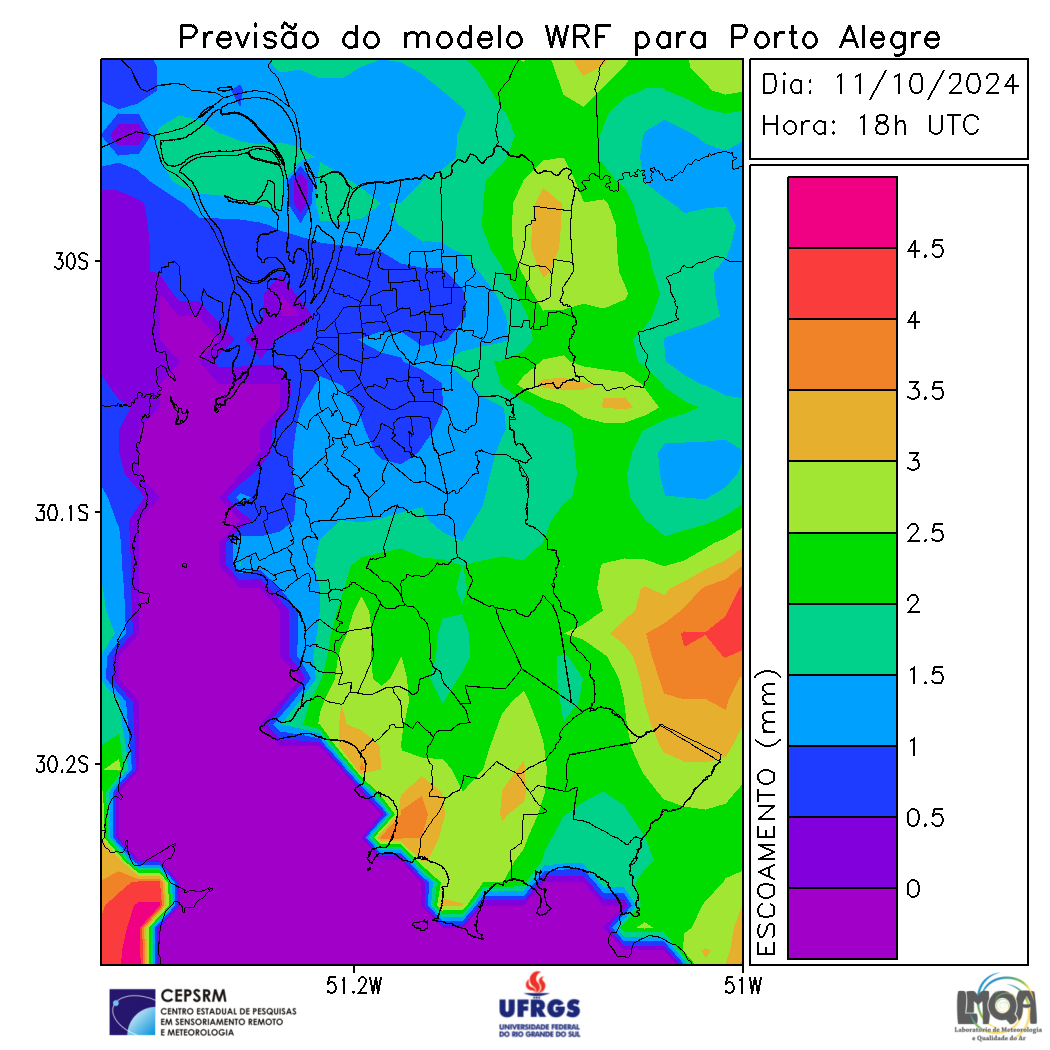 Previsão do modelo WRF para Porto Alegre
Dia: 11/10/2024
Hora: 18h UTC
30S
30.1S
30.2S
51.2W
51W
4.5
4
3.5
3
2.5
2
1.5
1
0.5
0
ESCOAMENTO (mm)
CEPSRM
CENTRO ESTADUAL DE PESQUISAS
EM SENSORIAMENTO REMOTO
E METEOROLOGIA
UFRGS
UNIVERSIDADE FEDERAL
DO RIO GRANDE DO SUL
LMQA
Laboratório de Meteorologia
e Qualidade do Ar